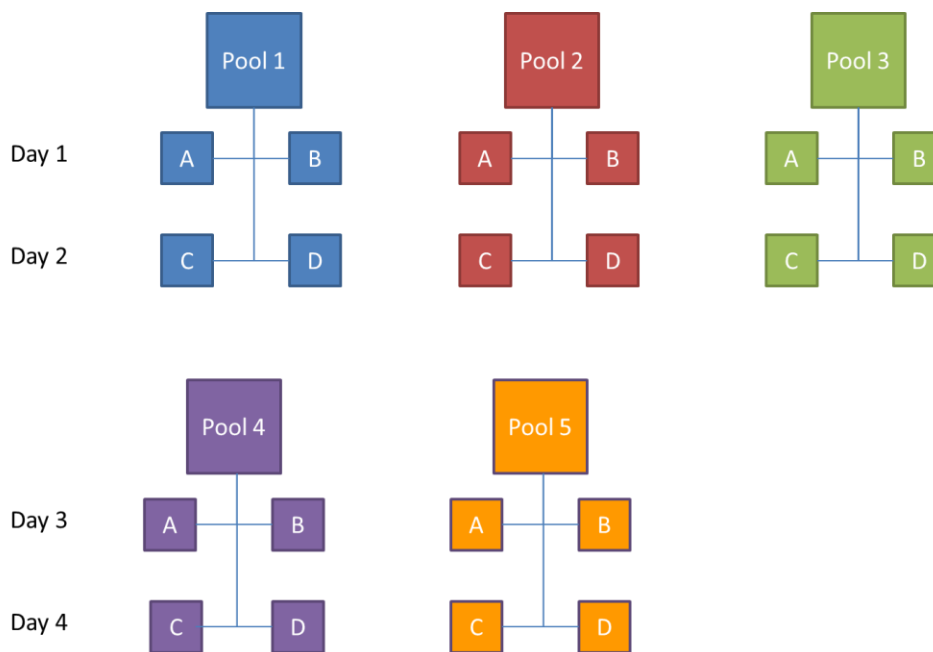 Pool 1 Pool 2 Pool 3
Day 1 A B A B A B
Day 2 C D C D C D
Pool 4 Pool 5
Day 3 A B A B
Day 4 C D C D